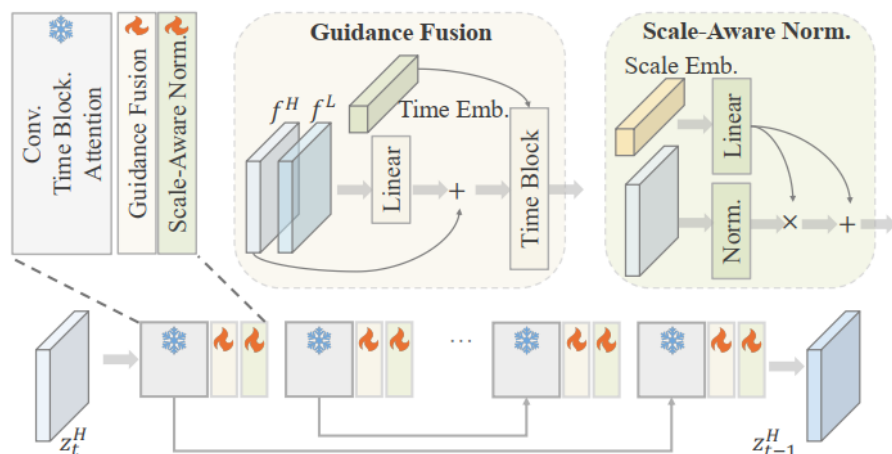 Conv.
Time Block.
Attention
Guidance Fusion
Scale-Aware Norm.
Guidance Fusion
f^H
f^L
Time Emb.
Linear
+
Time Block
Scale-Aware Norm.
Scale Emb.
Linear
Norm.
×
+
...
z_t^H
z_{t-1}^H